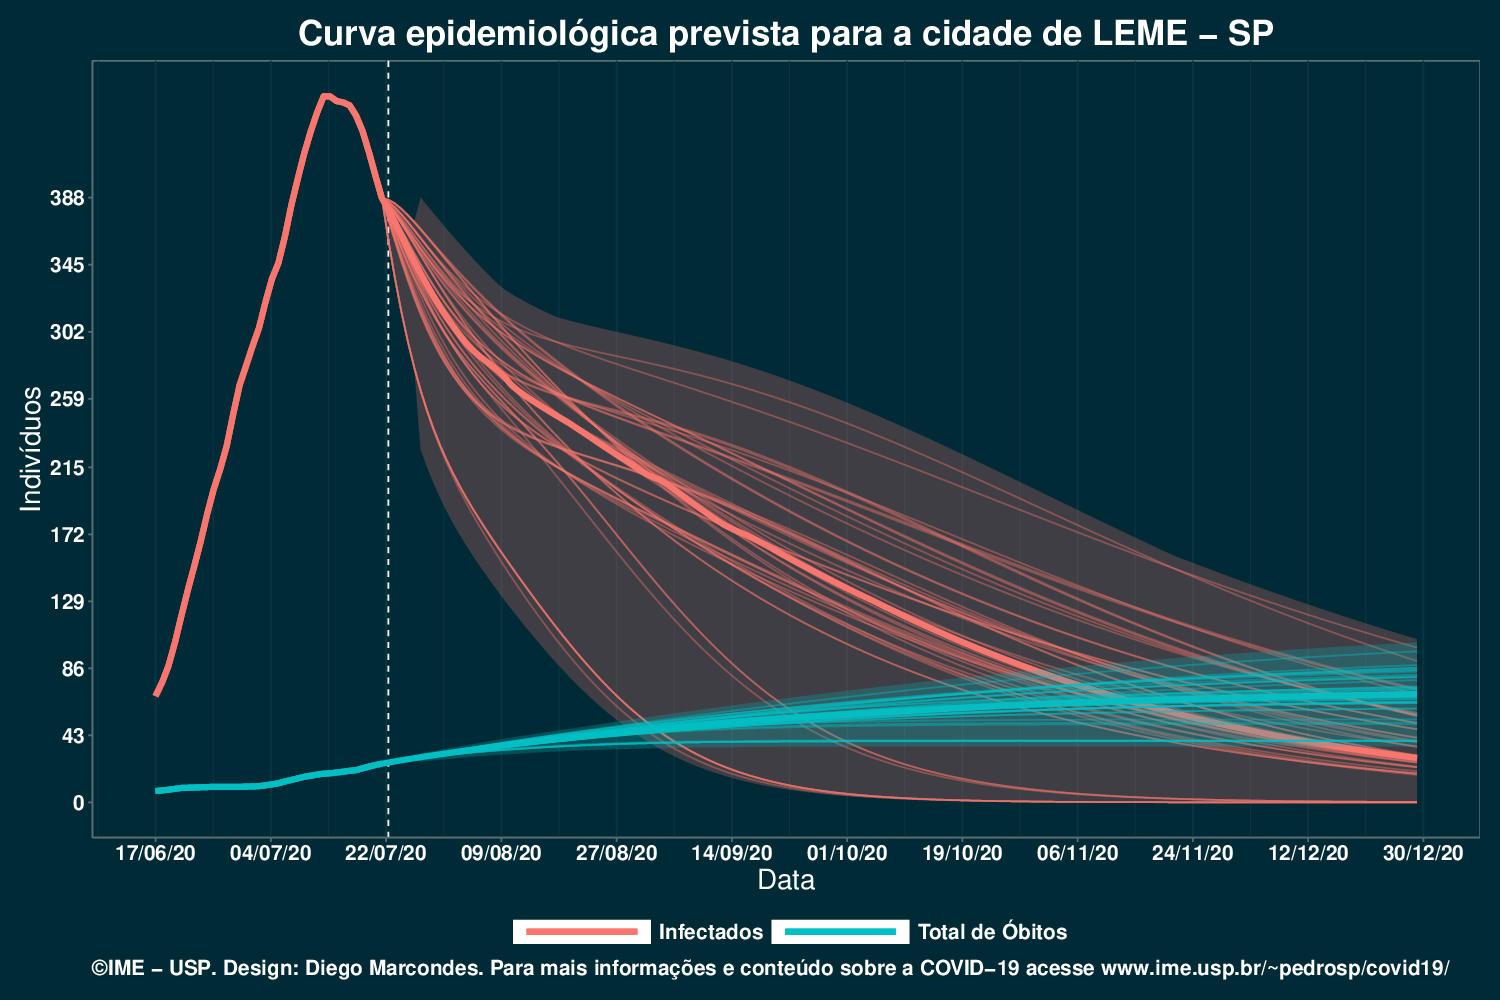 Curva epidemiológica prevista para a cidade de LEME – SP
Indivíduos
388
345
302
259
215
172
129
86
43
0
17/06/20 04/07/20 22/07/20 09/08/20 27/08/20 14/09/20 01/10/20 19/10/20 06/11/20 24/11/20 12/12/20 30/12/20
Data
Infectados Total de Óbitos
©IME – USP. Design: Diego Marcondes. Para mais informações e conteúdo sobre a COVID–19 acesse www.ime.usp.br/~pedrosp/covid19/